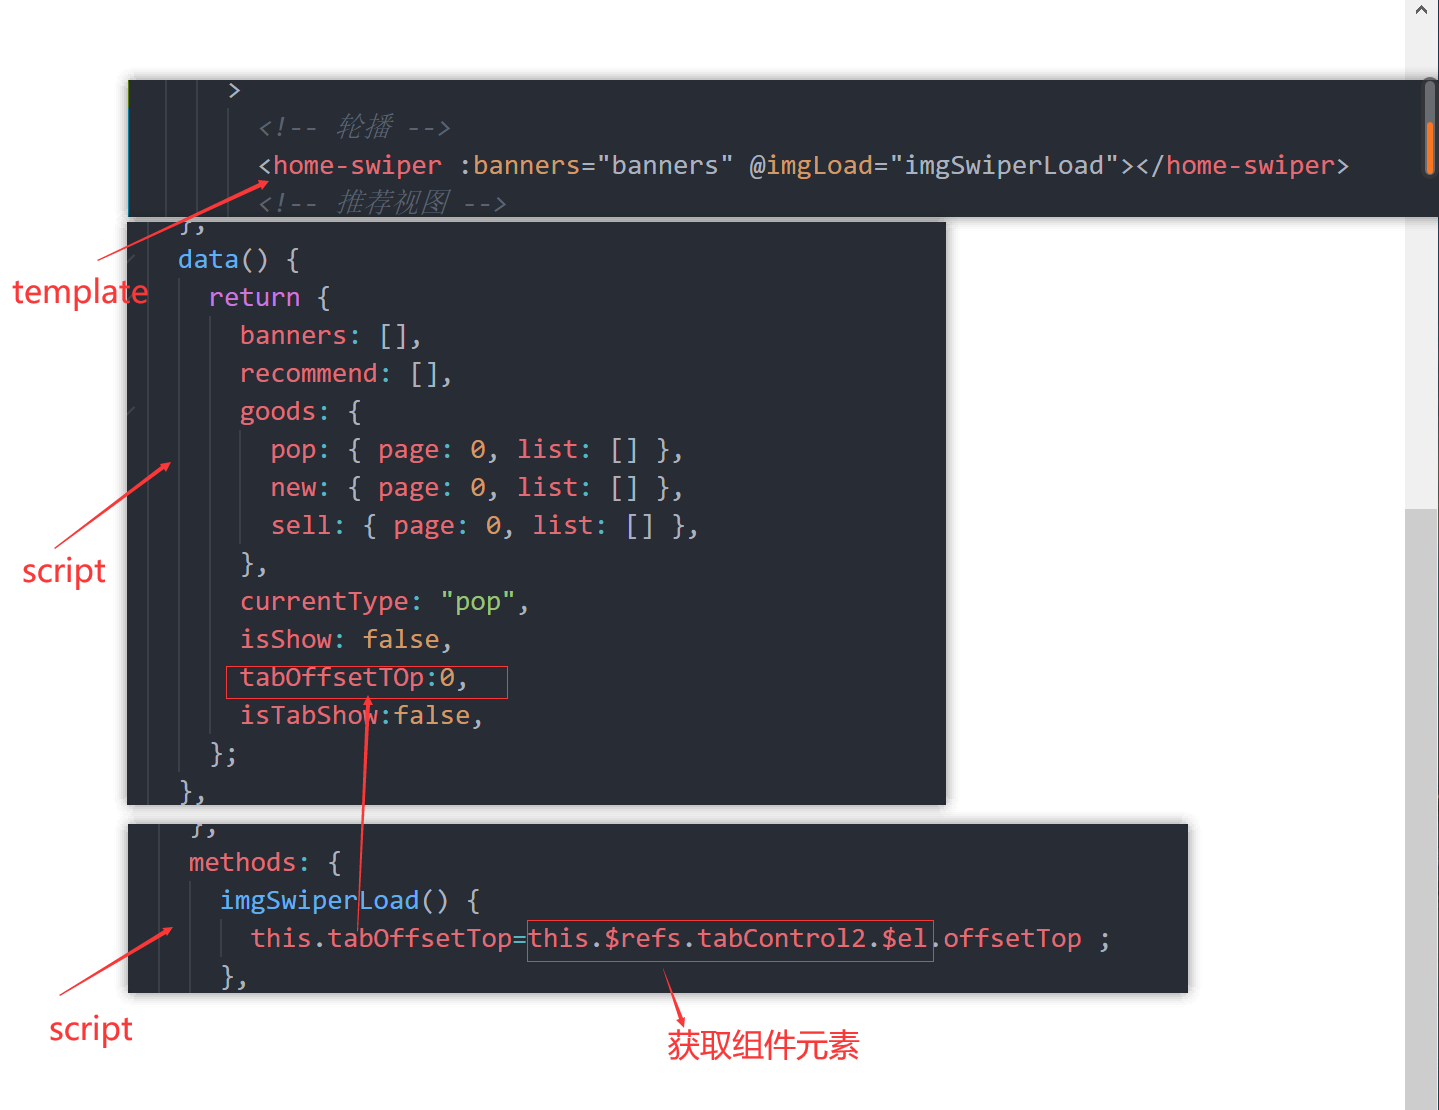 >
<!-- 轮播 -->
<home-swiper :banners="banners" @imgLoad="imgSwiperLoad"></home-swiper>
<!-- 推荐视图 -->
template
},
data() {
return {
banners: [],
recommend: [],
goods: {
pop: { page: 0, list: [] },
new: { page: 0, list: [] },
sell: { page: 0, list: [] },
},
currentType: "pop",
isShow: false,
tabOffsetTOp:0,
isTabShow:false,
};
},
script
},
methods: {
imgSwiperLoad() {
this.tabOffsetTop=this.$refs.tabControl2.$el.offsetTop ;
},
script
获取组件元素